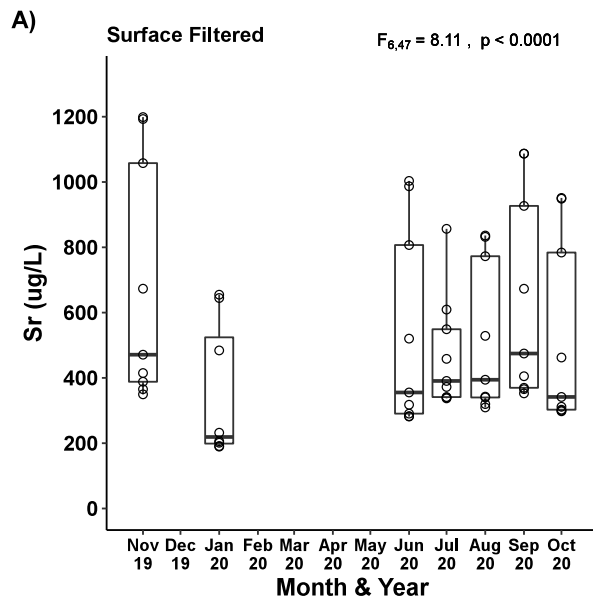 A)
Surface Filtered
F6,47 = 8.11 , p < 0.0001
Sr (ug/L)
1200
1000
800
600
400
200
0
Nov Dec Jan Feb Mar Apr May Jun Jul Aug Sep Oct
19 19 20 20 20 20 20 20 20 20 20 20
Month & Year